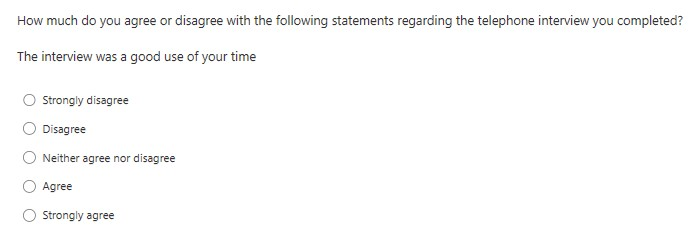 How much do you agree or disagree with the following statements regarding the telephone interview you completed?
The interview was a good use of your time
Strongly disagree
Disagree
Neither agree nor disagree
Agree
Strongly agree